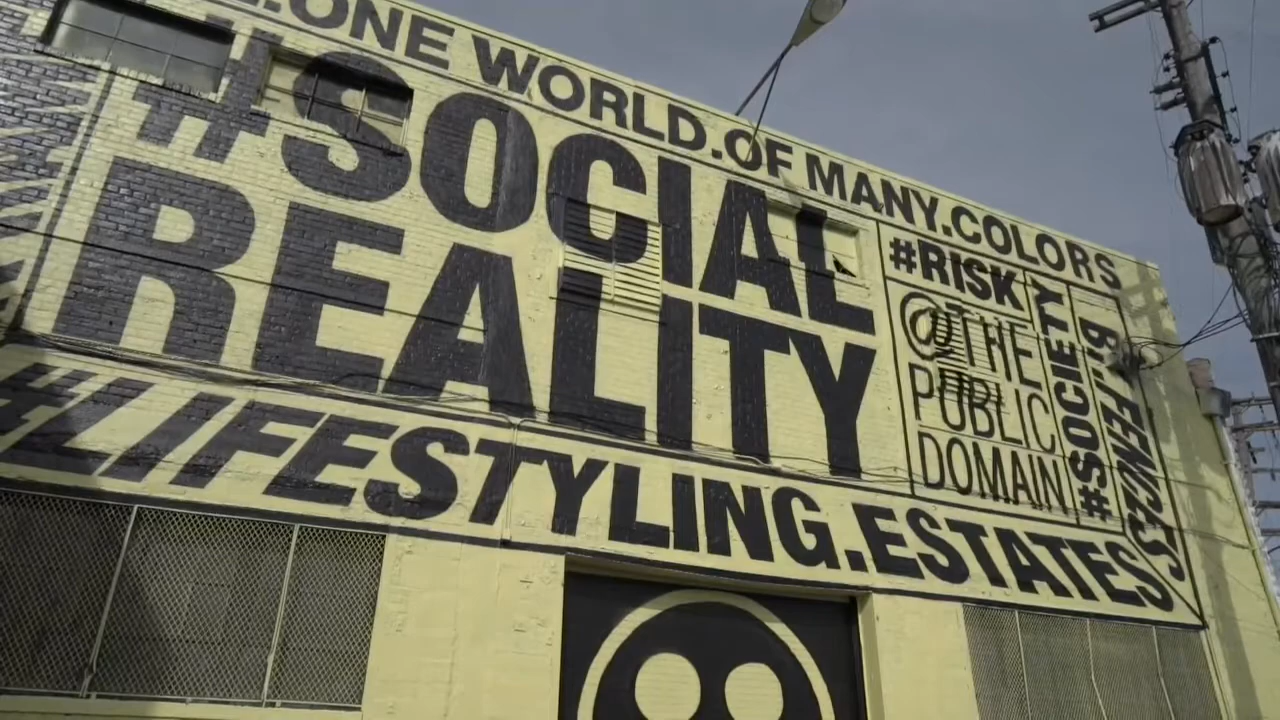 .ONE WORLD.OF MANY.COLORS
#SOCIAL
REALITY
#RISK
@THE
PUBLIC
DOMAIN
#SOCIETY
#LIFESTYLING.ESTATES